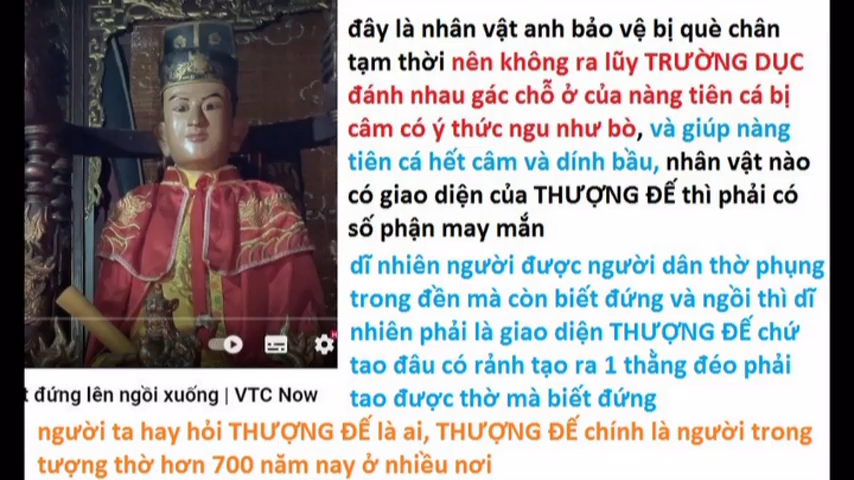 đây là nhân vật anh bảo vệ bị què chân
tạm thời nên không ra lũy TRƯỜNG DỤC
đánh nhau gác chỗ ở của nàng tiên cá bị
câm có ý thức ngu như bò, và giúp nàng
tiên cá hết câm và dính bầu, nhân vật nào
có giao diện của THƯỢNG ĐẾ thì phải có
số phận may mắn
dĩ nhiên người được người dân thờ phụng
trong đền mà còn biết đứng và ngồi thì dĩ
nhiên phải là giao diện THƯỢNG ĐẾ chứ
tao đâu có rảnh tạo ra 1 thằng đéo phải
tao được thờ mà biết đứng
t đứng lên ngồi xuống | VTC Now
người ta hay hỏi THƯỢNG ĐẾ là ai, THƯỢNG ĐẾ chính là người trong
tượng thờ hơn 700 năm nay ở nhiều nơi